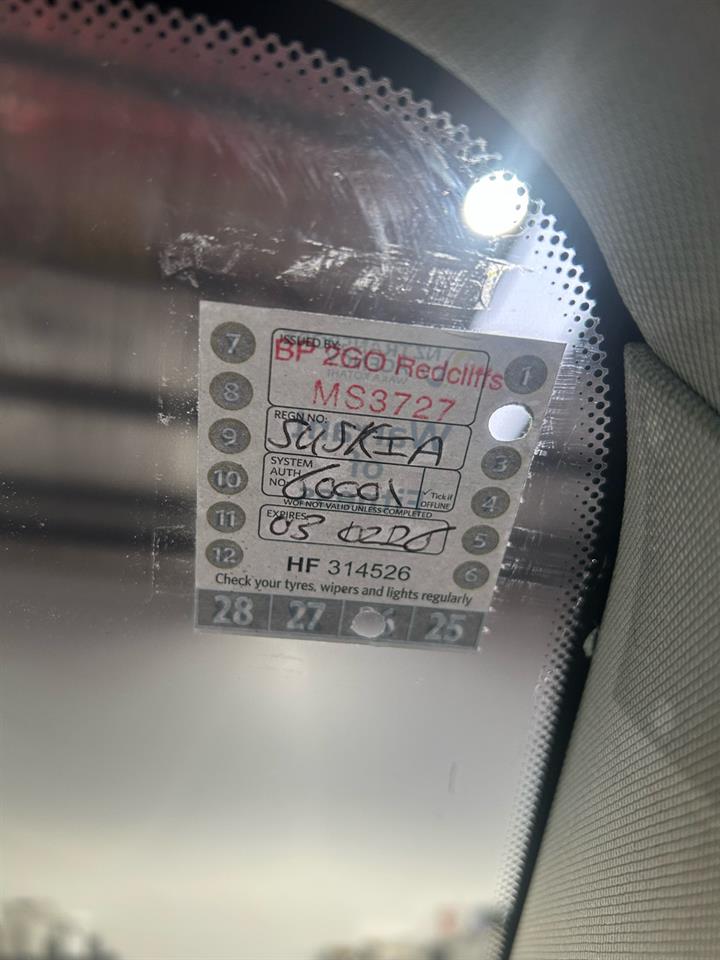 7
ISSUED BY:
BP 2GO Redcliffs
1
MS3727
8
REGN NO:
SUSKIA
9
3
SYSTEM
AUTH
NO.
10
✓ Tick if
OFFLINE
4
WOF NOT VALID UNLESS COMPLETED
11
EXPIRES
03
5
12
HF 314526
6
Check your tyres, wipers and lights regularly
28 27 25